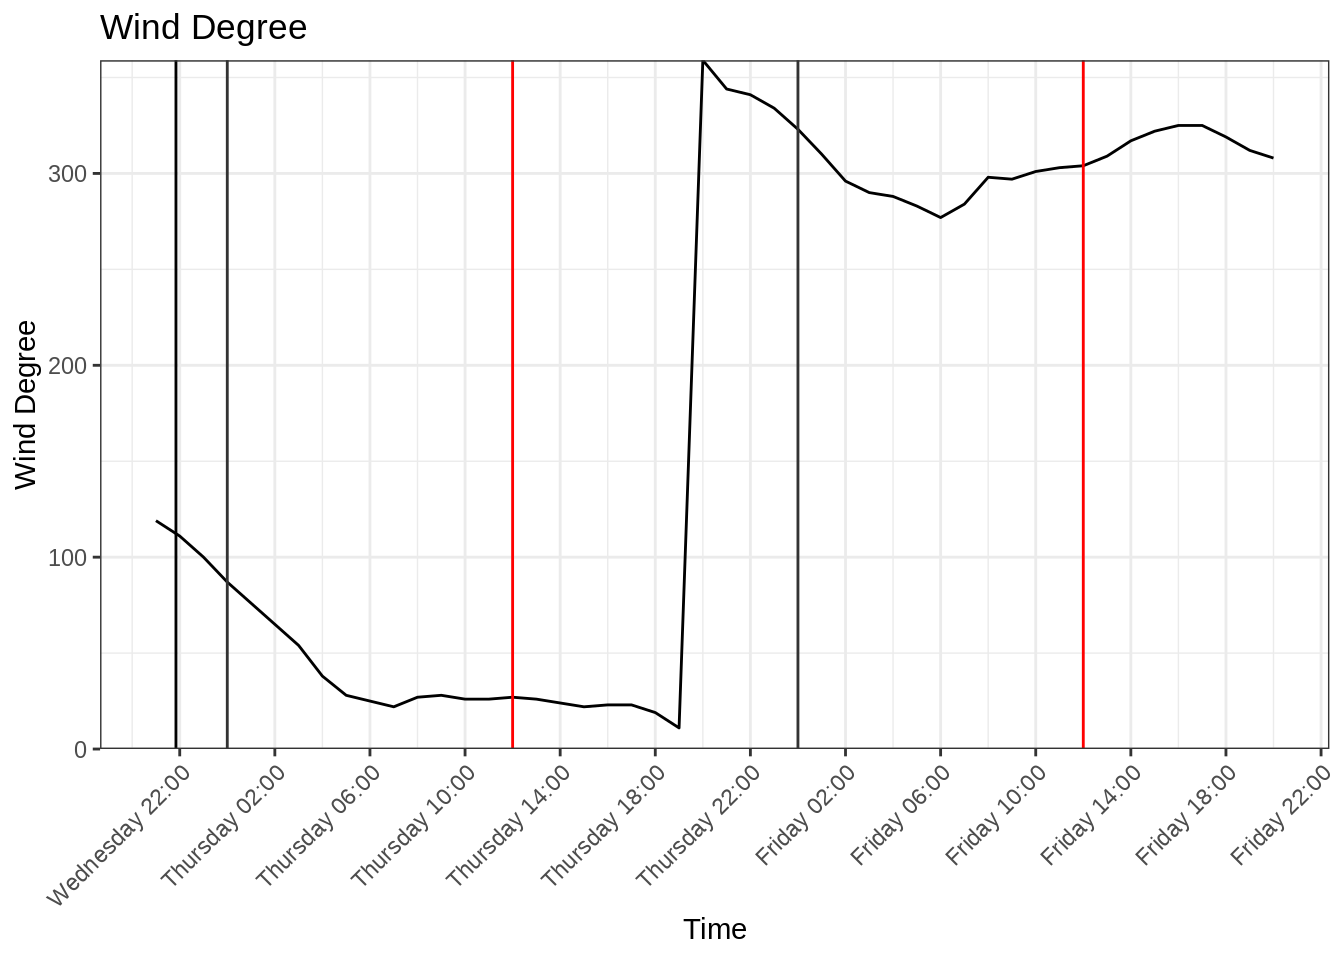 Wind Degree
Wind Degree
300
200
100
0
Wednesday 22:00
Thursday 02:00
Thursday 06:00
Thursday 10:00
Thursday 14:00
Thursday 18:00
Thursday 22:00
Friday 02:00
Friday 06:00
Friday 10:00
Friday 14:00
Friday 18:00
Friday 22:00
Time